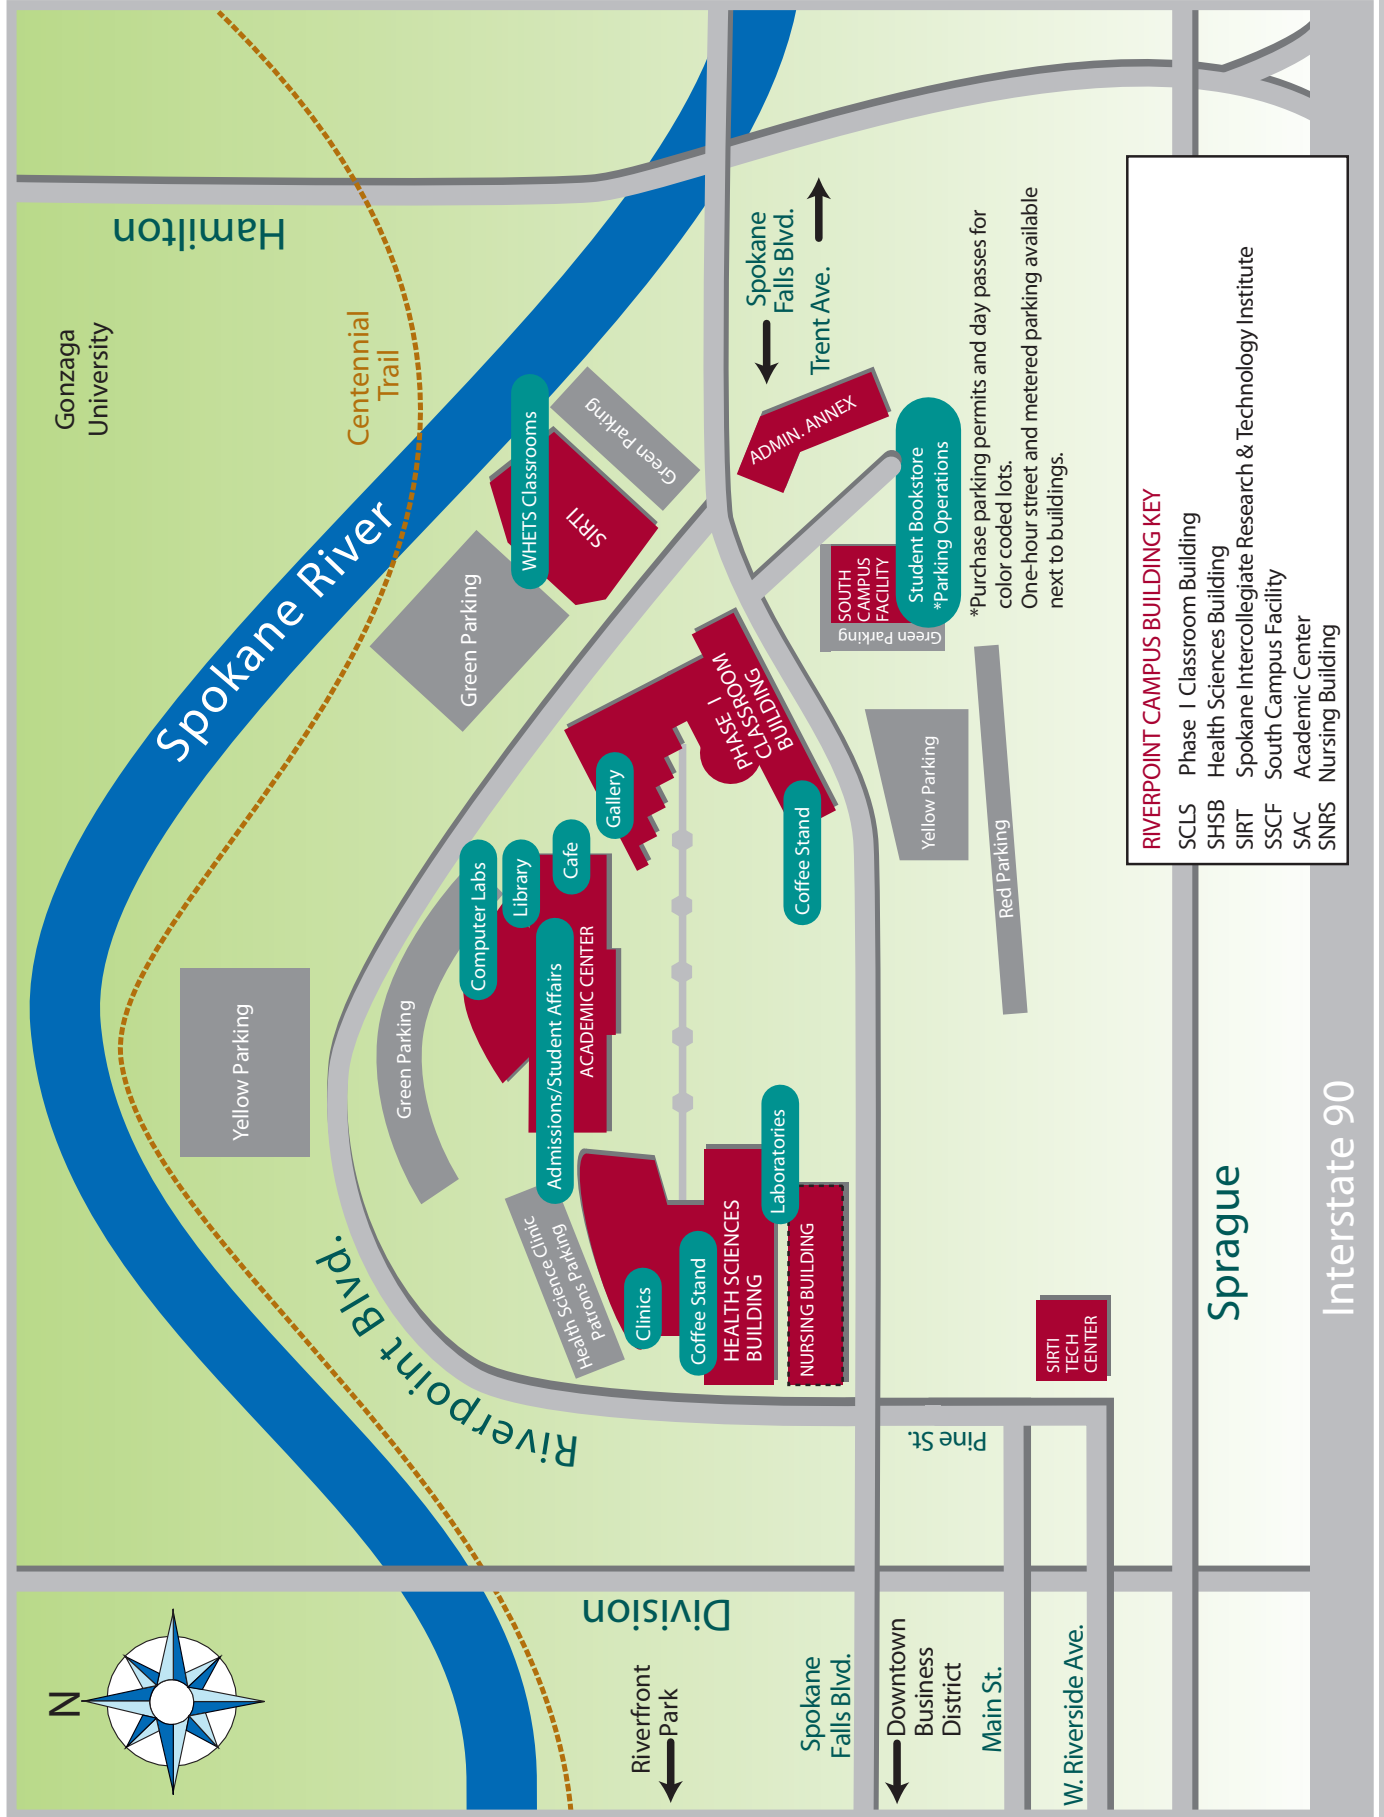 N
Gonzaga
University
Hamilton
Centennial
Trail
Spokane River
Spokane
Falls Blvd.
Trent Ave.
WHETS Classrooms
SIRTI
Green Parking
Green Parking
ADMIN. ANNEX
Student Bookstore
*Parking Operations
SOUTH
CAMPUS
FACILITY
Green Parking
*Purchase parking permits and day passes for
color coded lots.
One-hour street and metered parking available
next to buildings.
PHASE I
CLASSROOM
BUILDING
Gallery
Coffee Stand
Yellow Parking
Red Parking
Computer Labs
Library
Cafe
Admissions/Student Affairs
ACADEMIC CENTER
Green Parking
Yellow Parking
Riverpoint Blvd.
Health Science Clinic
Patrons Parking
Clinics
Coffee Stand
HEALTH SCIENCES
BUILDING
Laboratories
NURSING BUILDING
SIRTI
TECH
CENTER
Pine St.
Division
Riverfront
Park
Spokane
Falls Blvd.
Downtown
Business
District
Main St.
W. Riverside Ave.
Sprague
Interstate 90
RIVERPOINT CAMPUS BUILDING KEY
SCLS Phase I Classroom Building
SHSB Health Sciences Building
SIRT Spokane Intercollegiate Research & Technology Institute
SSCF South Campus Facility
SAC Academic Center
SNRS Nursing Building